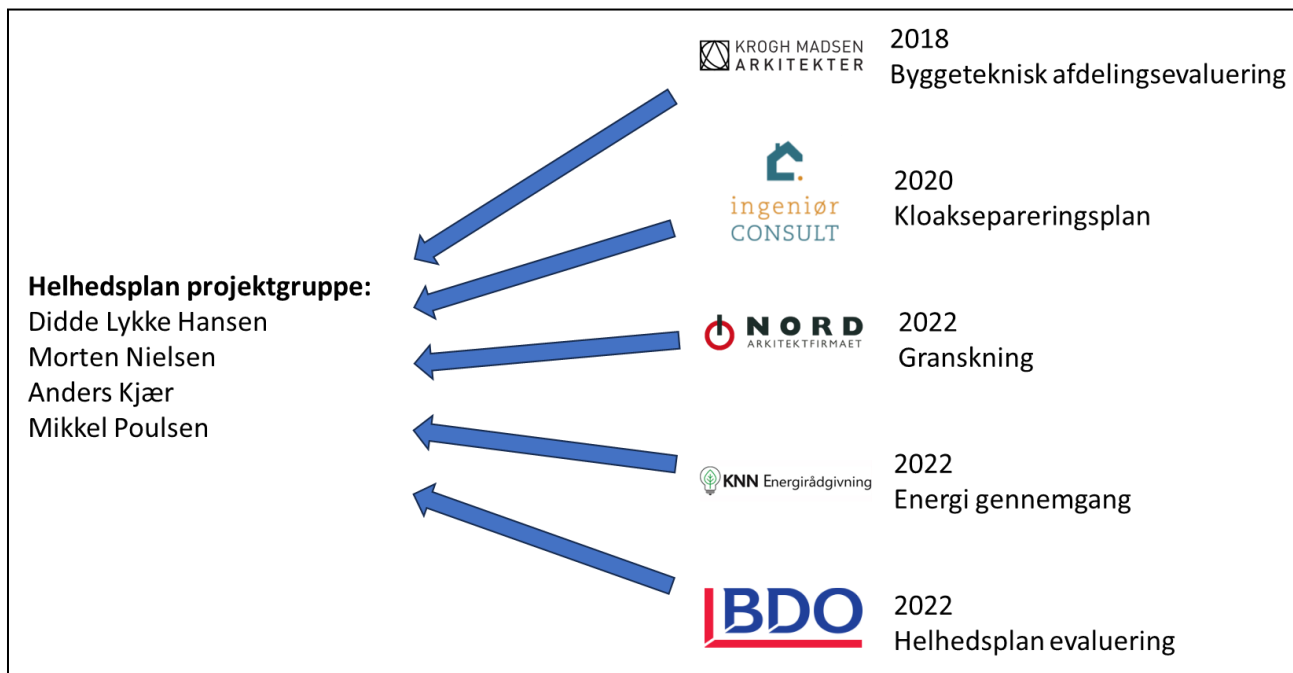 Helhedsplan projektgruppe:
Didde Lykke Hansen
Morten Nielsen
Anders Kjær
Mikkel Poulsen
KROGH MADSEN
ARKITEKTER
2018
Byggeteknisk afdelingsevaluering
ingeniør
CONSULT
2020
Kloaksepareringsplan
NORD
ARKITEKTFIRMAET
2022
Granskning
KNN Energirådgivning
2022
Energi gennemgang
BDO
2022
Helhedsplan evaluering